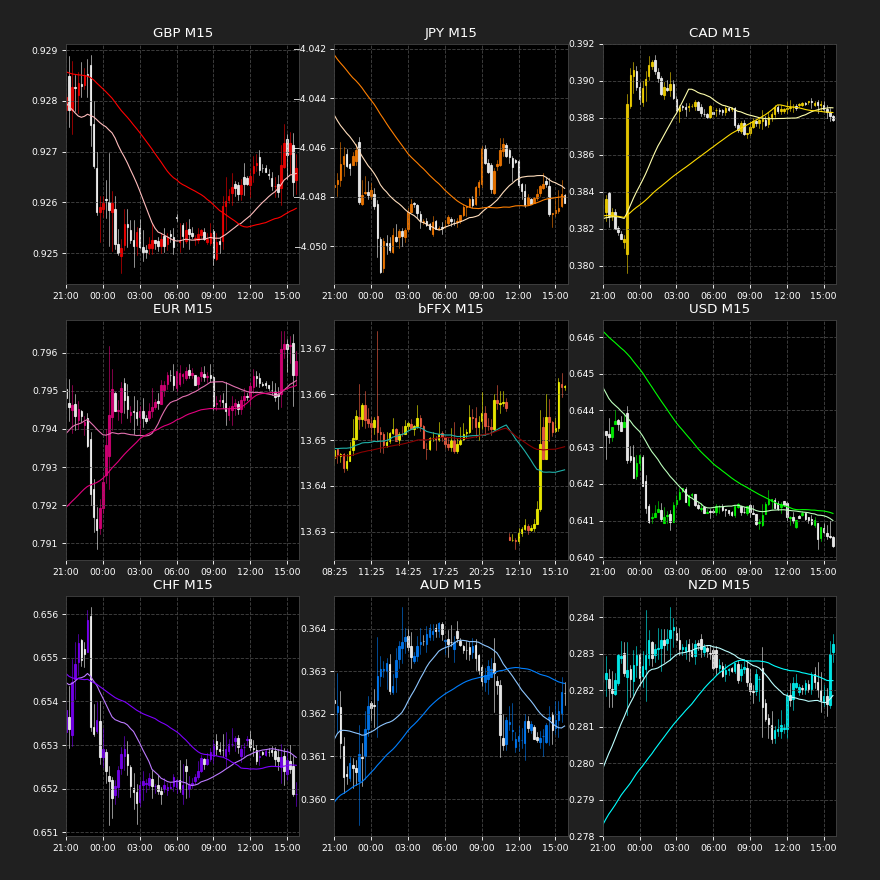 GBP M15
0.929
0.928
0.927
0.926
0.925
21:00 00:00 03:00 06:00 09:00 12:00 15:00
JPY M15
−4.042
−4.044
−4.046
−4.048
−4.050
21:00 00:00 03:00 06:00 09:00 12:00 15:00
CAD M15
0.392
0.390
0.388
0.386
0.384
0.382
0.380
21:00 00:00 03:00 06:00 09:00 12:00 15:00
EUR M15
0.796
0.795
0.794
0.793
0.792
0.791
21:00 00:00 03:00 06:00 09:00 12:00 15:00
bFFX M15
13.67
13.66
13.65
13.64
13.63
08:25 11:25 14:25 17:25 20:25 12:10 15:10
USD M15
0.646
0.645
0.644
0.643
0.642
0.641
0.640
21:00 00:00 03:00 06:00 09:00 12:00 15:00
CHF M15
0.656
0.655
0.654
0.653
0.652
0.651
21:00 00:00 03:00 06:00 09:00 12:00 15:00
AUD M15
0.364
0.363
0.362
0.361
0.360
21:00 00:00 03:00 06:00 09:00 12:00 15:00
NZD M15
0.284
0.283
0.282
0.281
0.280
0.279
0.278
21:00 00:00 03:00 06:00 09:00 12:00 15:00